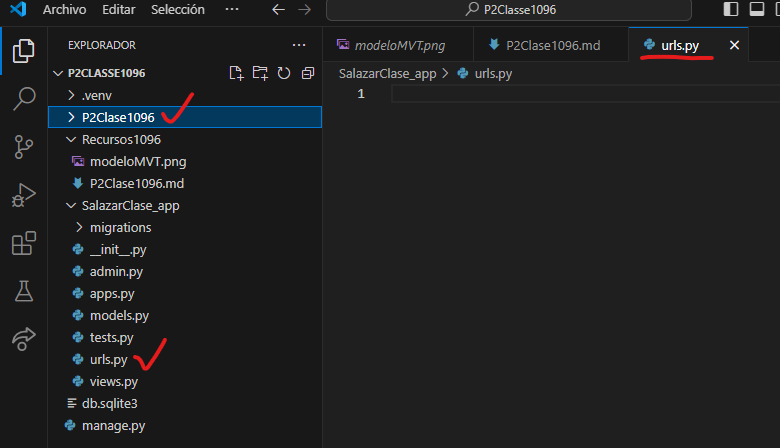 Archivo Editar Selección ··· P2Classe1096
EXPLORADOR ···
modeloMVT.png P2Clase1096.md urls.py
P2CLASSE1096
SalazarClase_app > urls.py
.venv
1
P2Clase1096
Recursos1096
modeloMVT.png
P2Clase1096.md
SalazarClase_app
migrations
__init__.py
admin.py
apps.py
models.py
tests.py
urls.py
views.py
db.sqlite3
manage.py